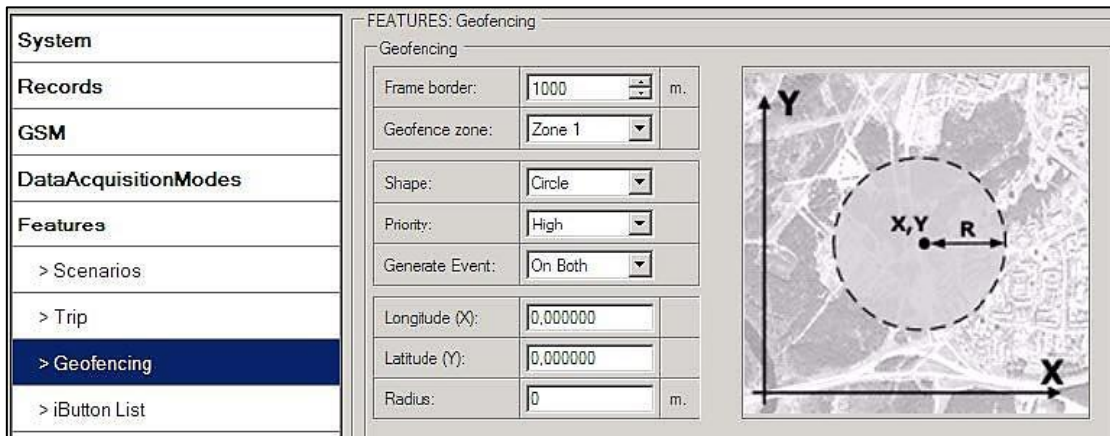 System
Records
GSM
DataAcquisitionModes
Features
> Scenarios
> Trip
> Geofencing
> iButton List
FEATURES: Geofencing
Geofencing
Frame border: 1000 m.
Geofence zone: Zone 1
Shape: Circle
Priority: High
Generate Event: On Both
Longitude (X): 0,000000
Latitude (Y): 0,000000
Radius: 0 m.
Y
X,Y R
X